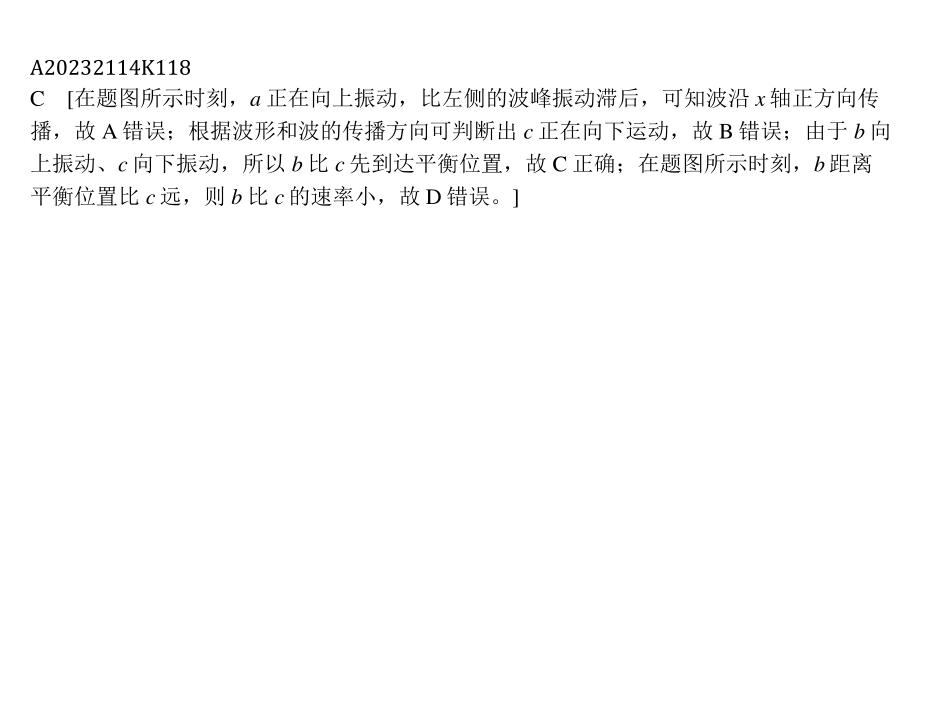 A20232114K118
C [在题图所示时刻，a 正在向上振动，比左侧的波峰振动滞后，可知波沿 x 轴正方向传
播，故 A 错误；根据波形和波的传播方向可判断出 c 正在向下运动，故 B 错误；由于 b 向
上振动、c 向下振动，所以 b 比 c 先到达平衡位置，故 C 正确；在题图所示时刻，b 距离
平衡位置比 c 远，则 b 比 c 的速率小，故 D 错误。]